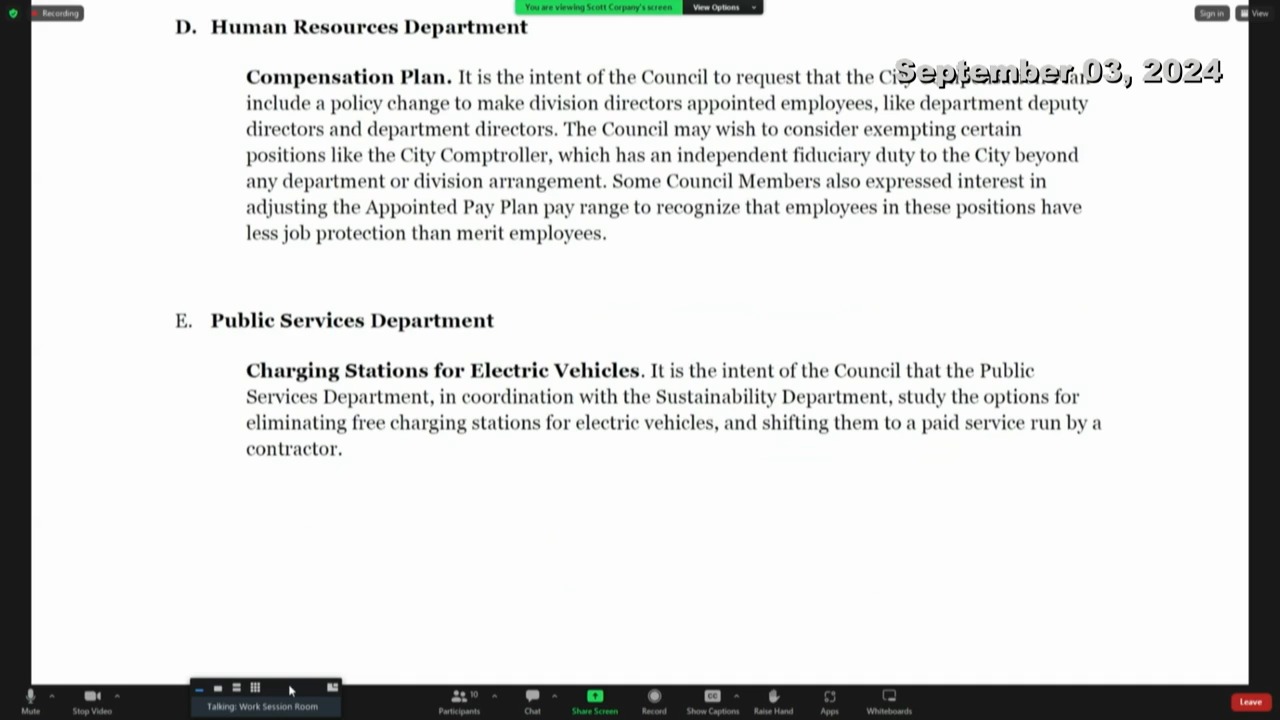 Recording
You are viewing Scott Corpany's screen
View Options
Sign in
View
D. Human Resources Department
September 03, 2024
Compensation Plan. It is the intent of the Council to request that the
include a policy change to make division directors appointed employees, like department deputy
directors and department directors. The Council may wish to consider exempting certain
positions like the City Comptroller, which has an independent fiduciary duty to the City beyond
any department or division arrangement. Some Council Members also expressed interest in
adjusting the Appointed Pay Plan pay range to recognize that employees in these positions have
less job protection than merit employees.
E. Public Services Department
Charging Stations for Electric Vehicles. It is the intent of the Council that the Public
Services Department, in coordination with the Sustainability Department, study the options for
eliminating free charging stations for electric vehicles, and shifting them to a paid service run by a
contractor.
Talking: Work Session Room
Mute
Stop Video
Participants
10
Chat
Share Screen
Record
CC
Show Captions
Raise Hand
Apps
Whiteboards
Leave